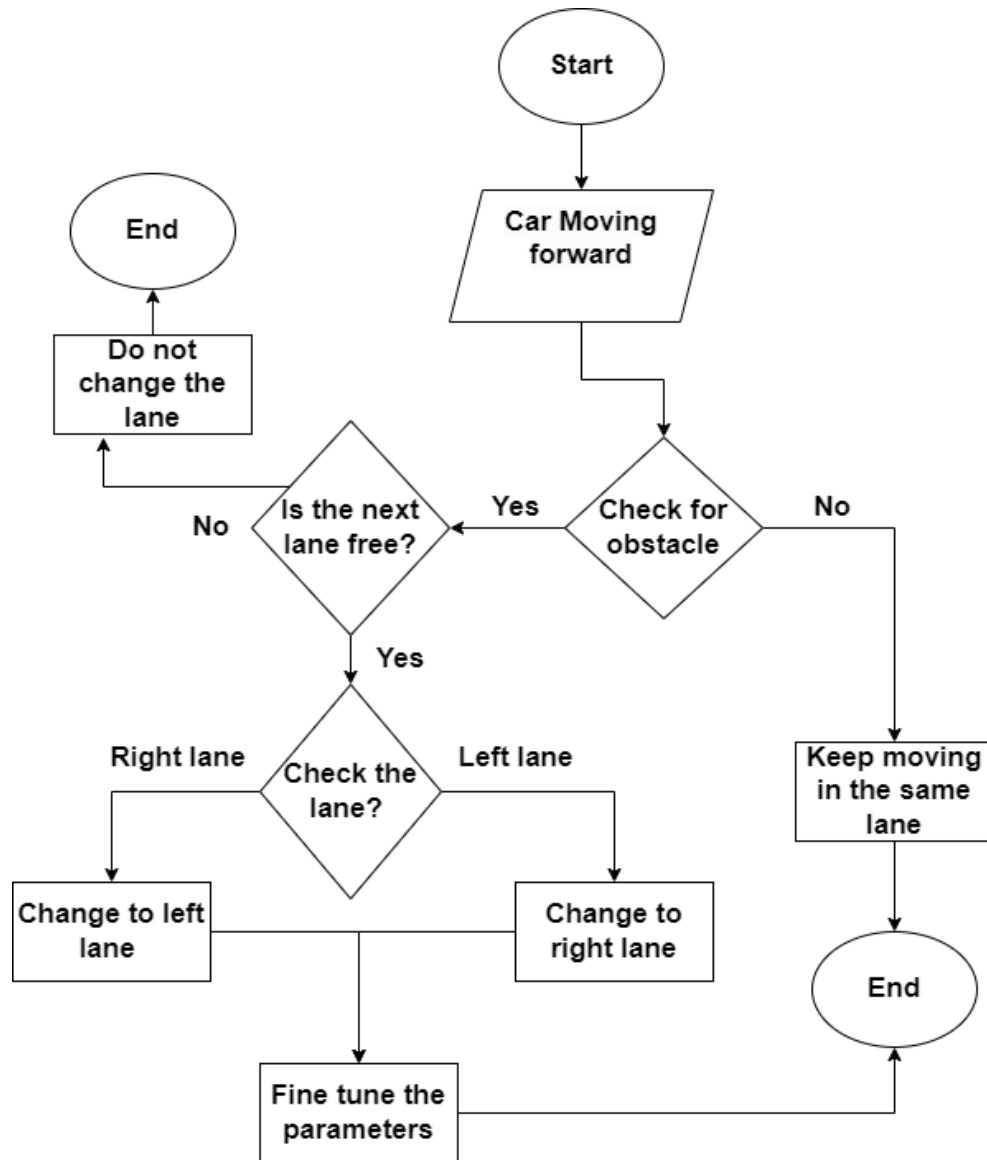 Start
Car Moving
forward
End
Do not
change the
lane
Is the next
lane free?
No
Yes
Check for
obstacle
No
Yes
Right lane
Check the
lane?
Left lane
Keep moving
in the same
lane
Change to left
lane
Change to
right lane
End
Fine tune the
parameters